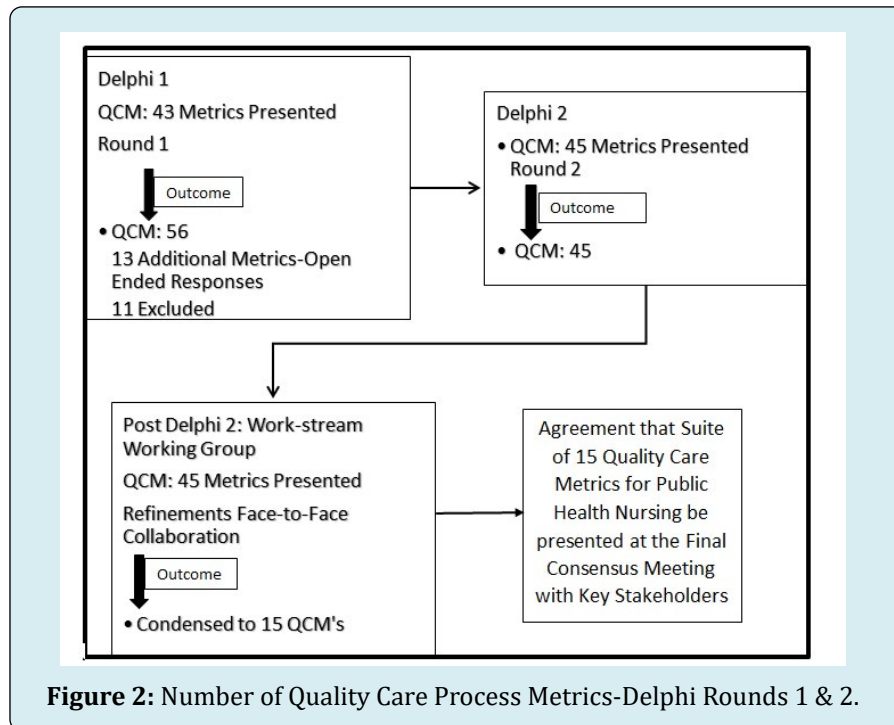 Delphi 1
QCM: 43 Metrics Presented
Round 1
Outcome
• QCM: 56
13 Additional Metrics-Open
Ended Responses
11 Excluded
Delphi 2
• QCM: 45 Metrics Presented
Round 2
Outcome
• QCM: 45
Post Delphi 2: Work-stream
Working Group
QCM: 45 Metrics Presented
Refinements Face-to-Face
Collaboration
Outcome
• Condensed to 15 QCM's
Agreement that Suite
of 15 Quality Care
Metrics for Public
Health Nursing be
presented at the Final
Consensus Meeting
with Key Stakeholders
Figure 2: Number of Quality Care Process Metrics-Delphi Rounds 1 & 2.